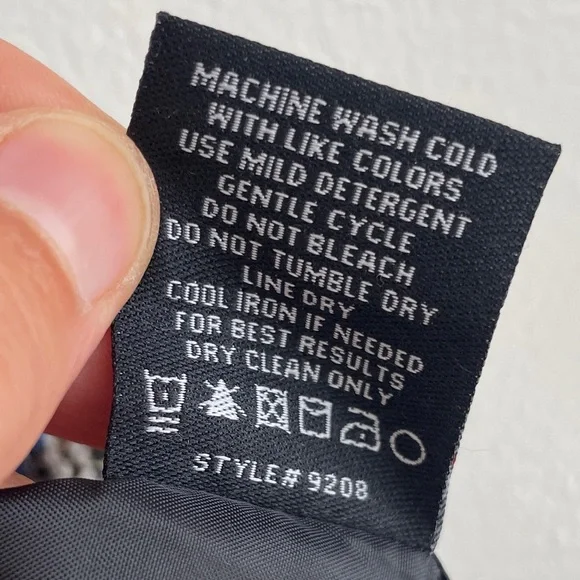 MACHINE WASH COLD
WITH LIKE COLORS
USE MILD DETERGENT
GENTLE CYCLE
DO NOT BLEACH
DO NOT TUMBLE DRY
LINE DRY
COOL IRON IF NEEDED
FOR BEST RESULTS
DRY CLEAN ONLY
STYLE# 9208